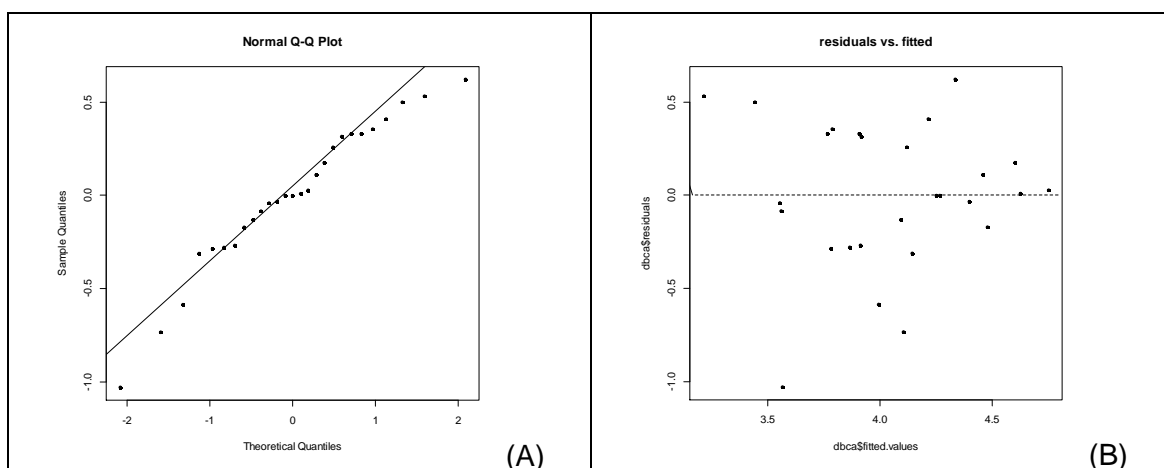 Normal Q-Q Plot
Sample Quantiles
0.5
0.0
-0.5
-1.0
-2
-1
0
1
2
Theoretical Quantiles
(A)
residuals vs. fitted
dbca$residuals
0.5
0.0
-0.5
-1.0
3.5
4.0
4.5
dbca$fitted.values
(B)